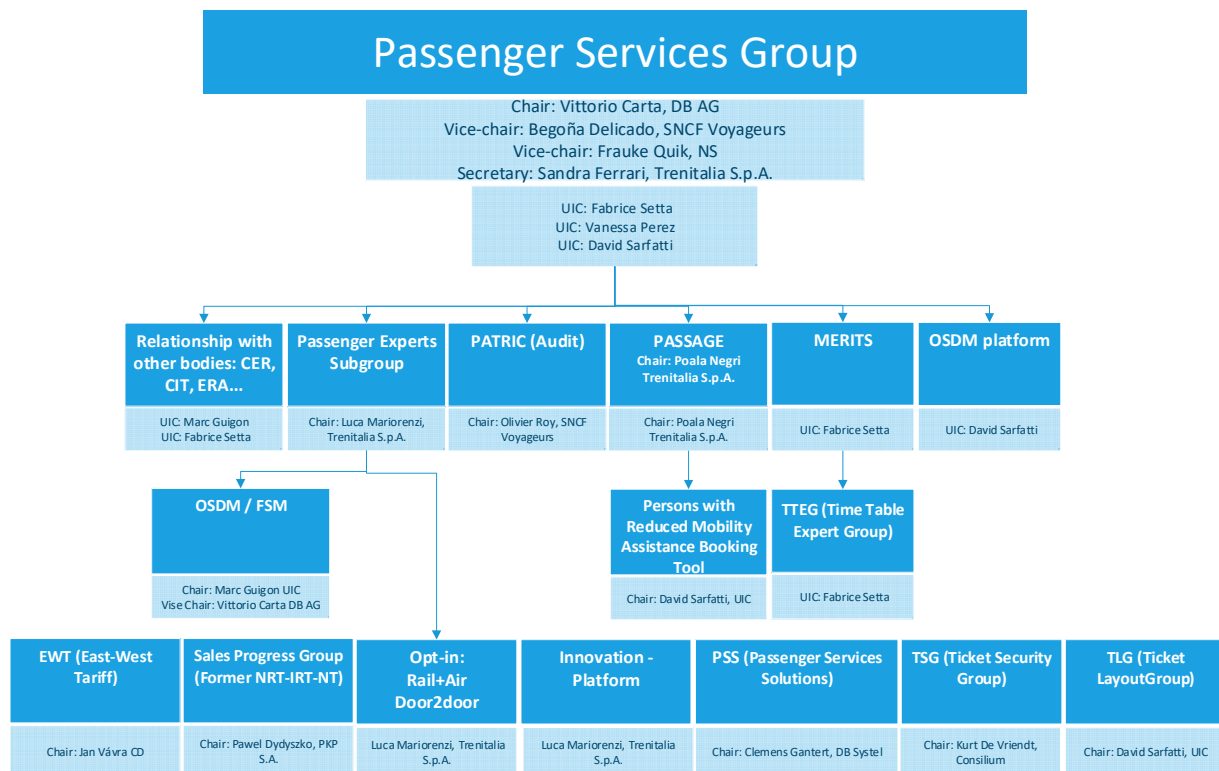 Passenger Services Group
Chair: Vittorio Carta, DB AG
Vice-chair: Begoña Delicado, SNCF Voyageurs
Vice-chair: Frauke Quik, NS
Secretary: Sandra Ferrari, Trenitalia S.p.A.
UIC: Fabrice Setta
UIC: Vanessa Perez
UIC: David Sarfatti
Relationship with
other bodies: CER,
CIT, ERA...
UIC: Marc Guigon
UIC: Fabrice Setta
Passenger Experts
Subgroup
Chair: Luca Mariorenzi,
Trenitalia S.p.A.
PATRIC (Audit)
Chair: Olivier Roy, SNCF
Voyageurs
PASSAGE
Chair: Poala Negri
Trenitalia S.p.A.
Chair: Poala Negri
Trenitalia S.p.A.
MERITS
UIC: Fabrice Setta
OSDM platform
UIC: David Sarfatti
OSDM / FSM
Chair: Marc Guigon UIC
Vise Chair: Vittorio Carta DB AG
Persons with
Reduced Mobility
Assistance Booking
Tool
Chair: David Sarfatti, UIC
TTEG (Time Table
Expert Group)
UIC: Fabrice Setta
EWT (East-West
Tariff)
Chair: Jan Vávra CD
Sales Progress Group
(Former NRT-IRT-NT)
Chair: Pawel Dydyszko, PKP
S.A.
Opt-in:
Rail+Air
Door2door
Luca Mariorenzi, Trenitalia
S.p.A.
Innovation -
Platform
Luca Mariorenzi, Trenitalia
S.p.A.
PSS (Passenger Services
Solutions)
Chair: Clemens Gantert, DB Systel
TSG (Ticket Security
Group)
Chair: Kurt De Vriendt,
Consilium
TLG (Ticket
LayoutGroup)
Chair: David Sarfatti, UIC